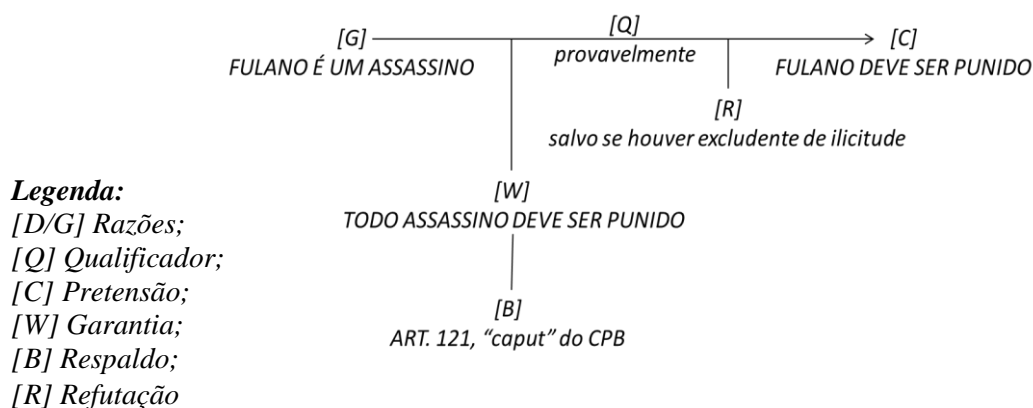 [Q]
[G] [C]
FULANO É UM ASSASSINO provavelmente FULANO DEVE SER PUNIDO
[R]
salvo se houver excludente de ilicitude
[W]
TODO ASSASSINO DEVE SER PUNIDO
[B]
ART. 121, “caput” do CPB
Legenda:
[D/G] Razões;
[Q] Qualificador;
[C] Pretensão;
[W] Garantia;
[B] Respaldo;
[R] Refutação